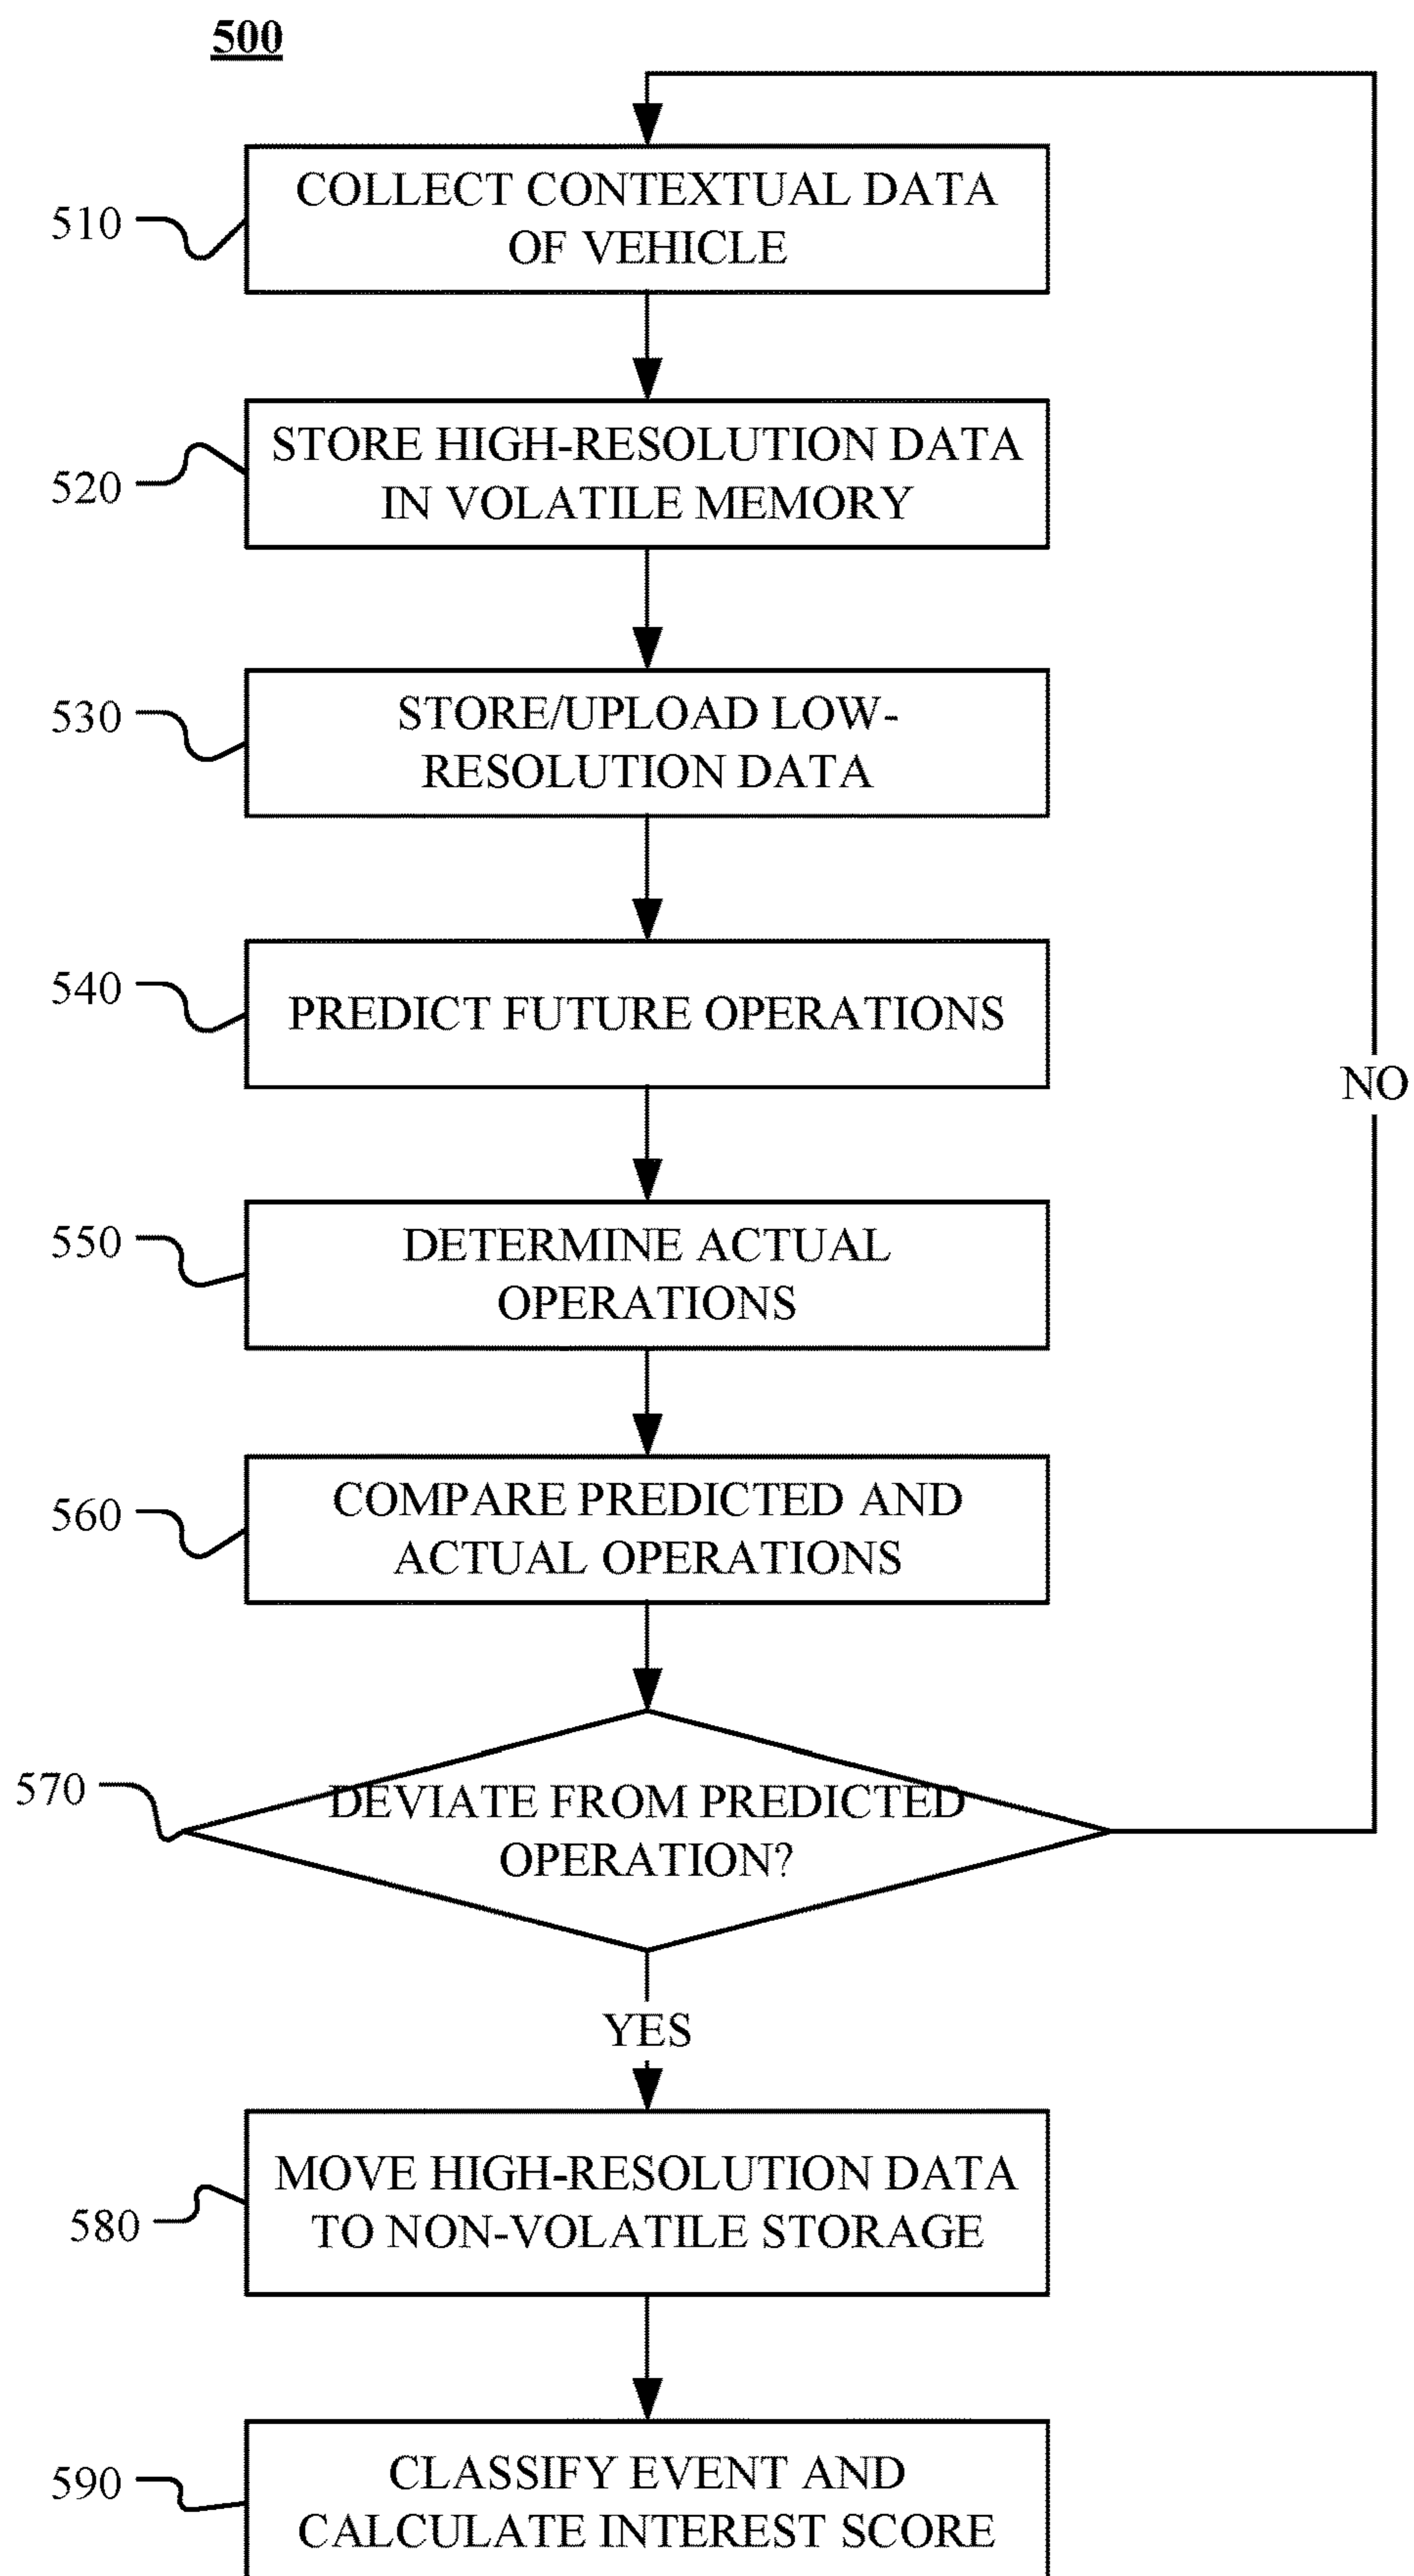 500
COLLECT CONTEXTUAL DATA
OF VEHICLE
510
STORE HIGH-RESOLUTION DATA
IN VOLATILE MEMORY
520
STORE/UPLOAD LOW-
RESOLUTION DATA
530
PREDICT FUTURE OPERATIONS
540
NO
DETERMINE ACTUAL
OPERATIONS
550
COMPARE PREDICTED AND
ACTUAL OPERATIONS
560
DEVIATE FROM PREDICTED
OPERATION?
570
YES
MOVE HIGH-RESOLUTION DATA
TO NON-VOLATILE STORAGE
580
CLASSIFY EVENT AND
CALCULATE INTEREST SCORE
590